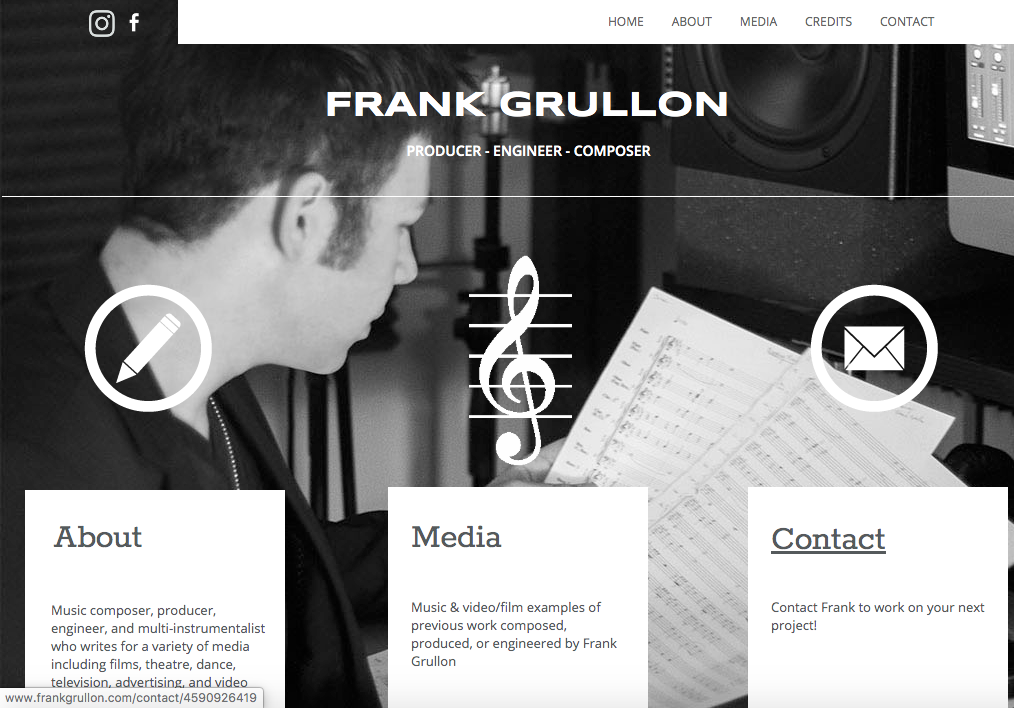 HOME ABOUT MEDIA CREDITS CONTACT
FRANK GRULLON
PRODUCER - ENGINEER - COMPOSER
About
Music composer, producer,
engineer, and multi-instrumentalist
who writes for a variety of media
including films, theatre, dance,
television, advertising, and video
Media
Music & video/film examples of
previous work composed,
produced, or engineered by Frank
Grullon
Contact
Contact Frank to work on your next
project!
www.frankgrullon.com/contact/4590926419